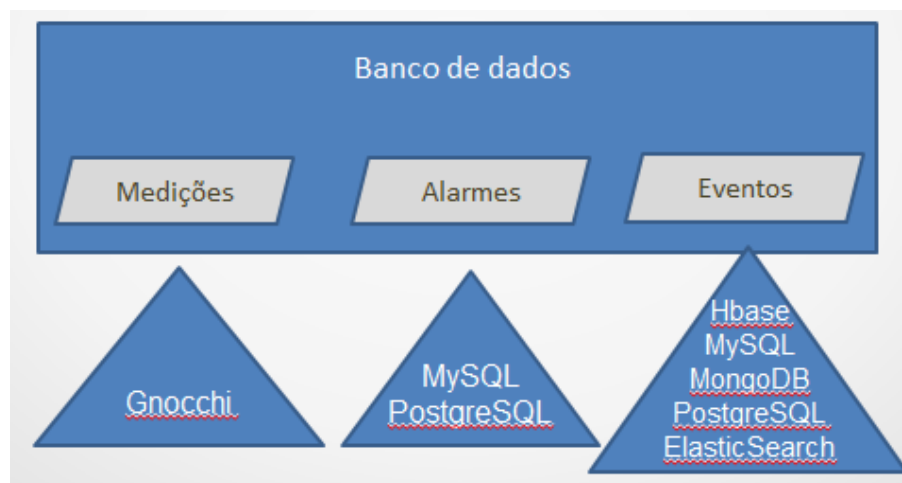 Banco de dados
Medições
Alarmes
Eventos
Gnocchi
MySQL
PostgreSQL
Hbase
MySQL
MongoDB
PostgreSQL
ElasticSearch